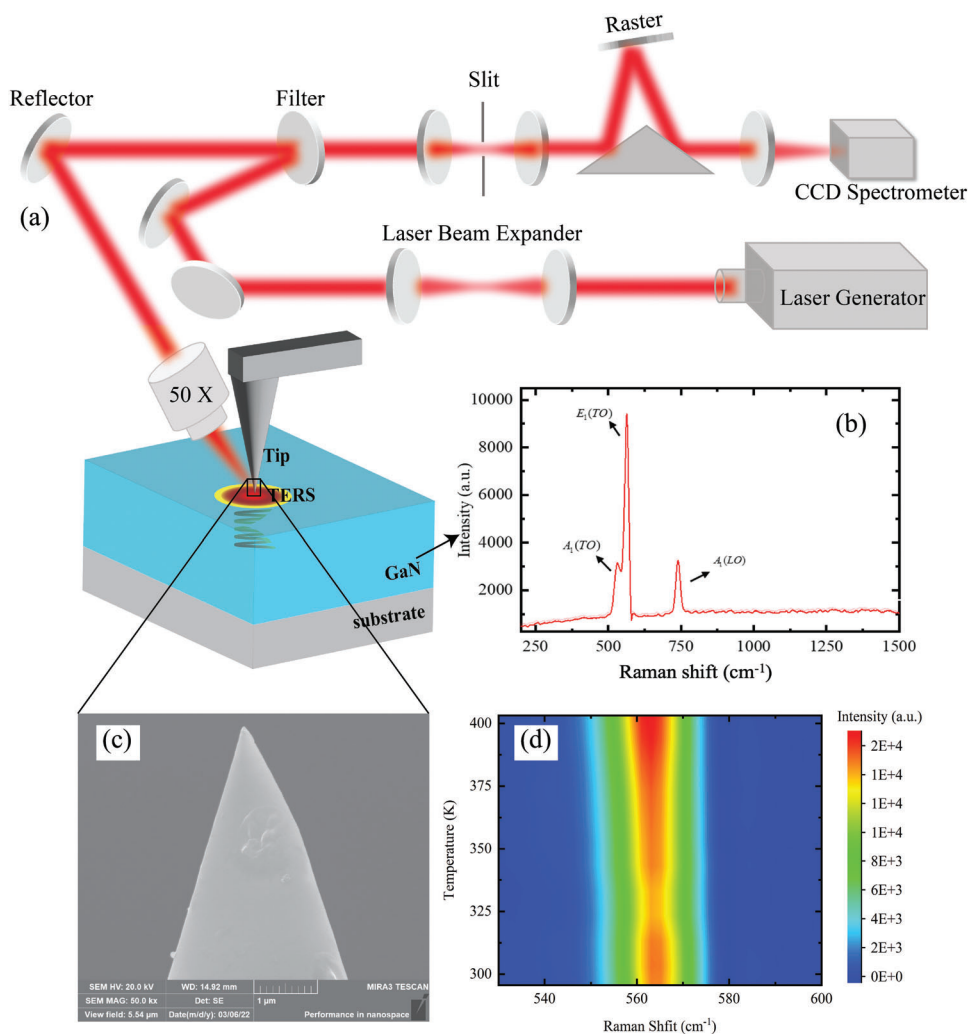 Raster
Slit
Reflector
Filter
CCD Spectrometer
(a)
Laser Beam Expander
Laser Generator
50 X
Tip
TERS
GaN
substrate
(b)
E₁(TO)
A₁(TO)
A₁(LO)
Intensity (a.u.)
10000
8000
6000
4000
2000
250
500
750
1000
1250
1500
Raman shift (cm⁻¹)
(c)
SEM HV: 20.0 kV
WD: 14.92 mm
MIRA3 TESCAN
SEM MAG: 50.0 kx
Det: SE
1 µm
View field: 5.54 µm
Date(m/d/y): 03/06/22
Performance in nanospace
(d)
Temperature (K)
400
375
350
325
300
540
560
580
600
Raman Shfit (cm⁻¹)
Intensity (a.u.)
2E+4
1E+4
1E+4
8E+3
6E+3
4E+3
2E+3
0E+0